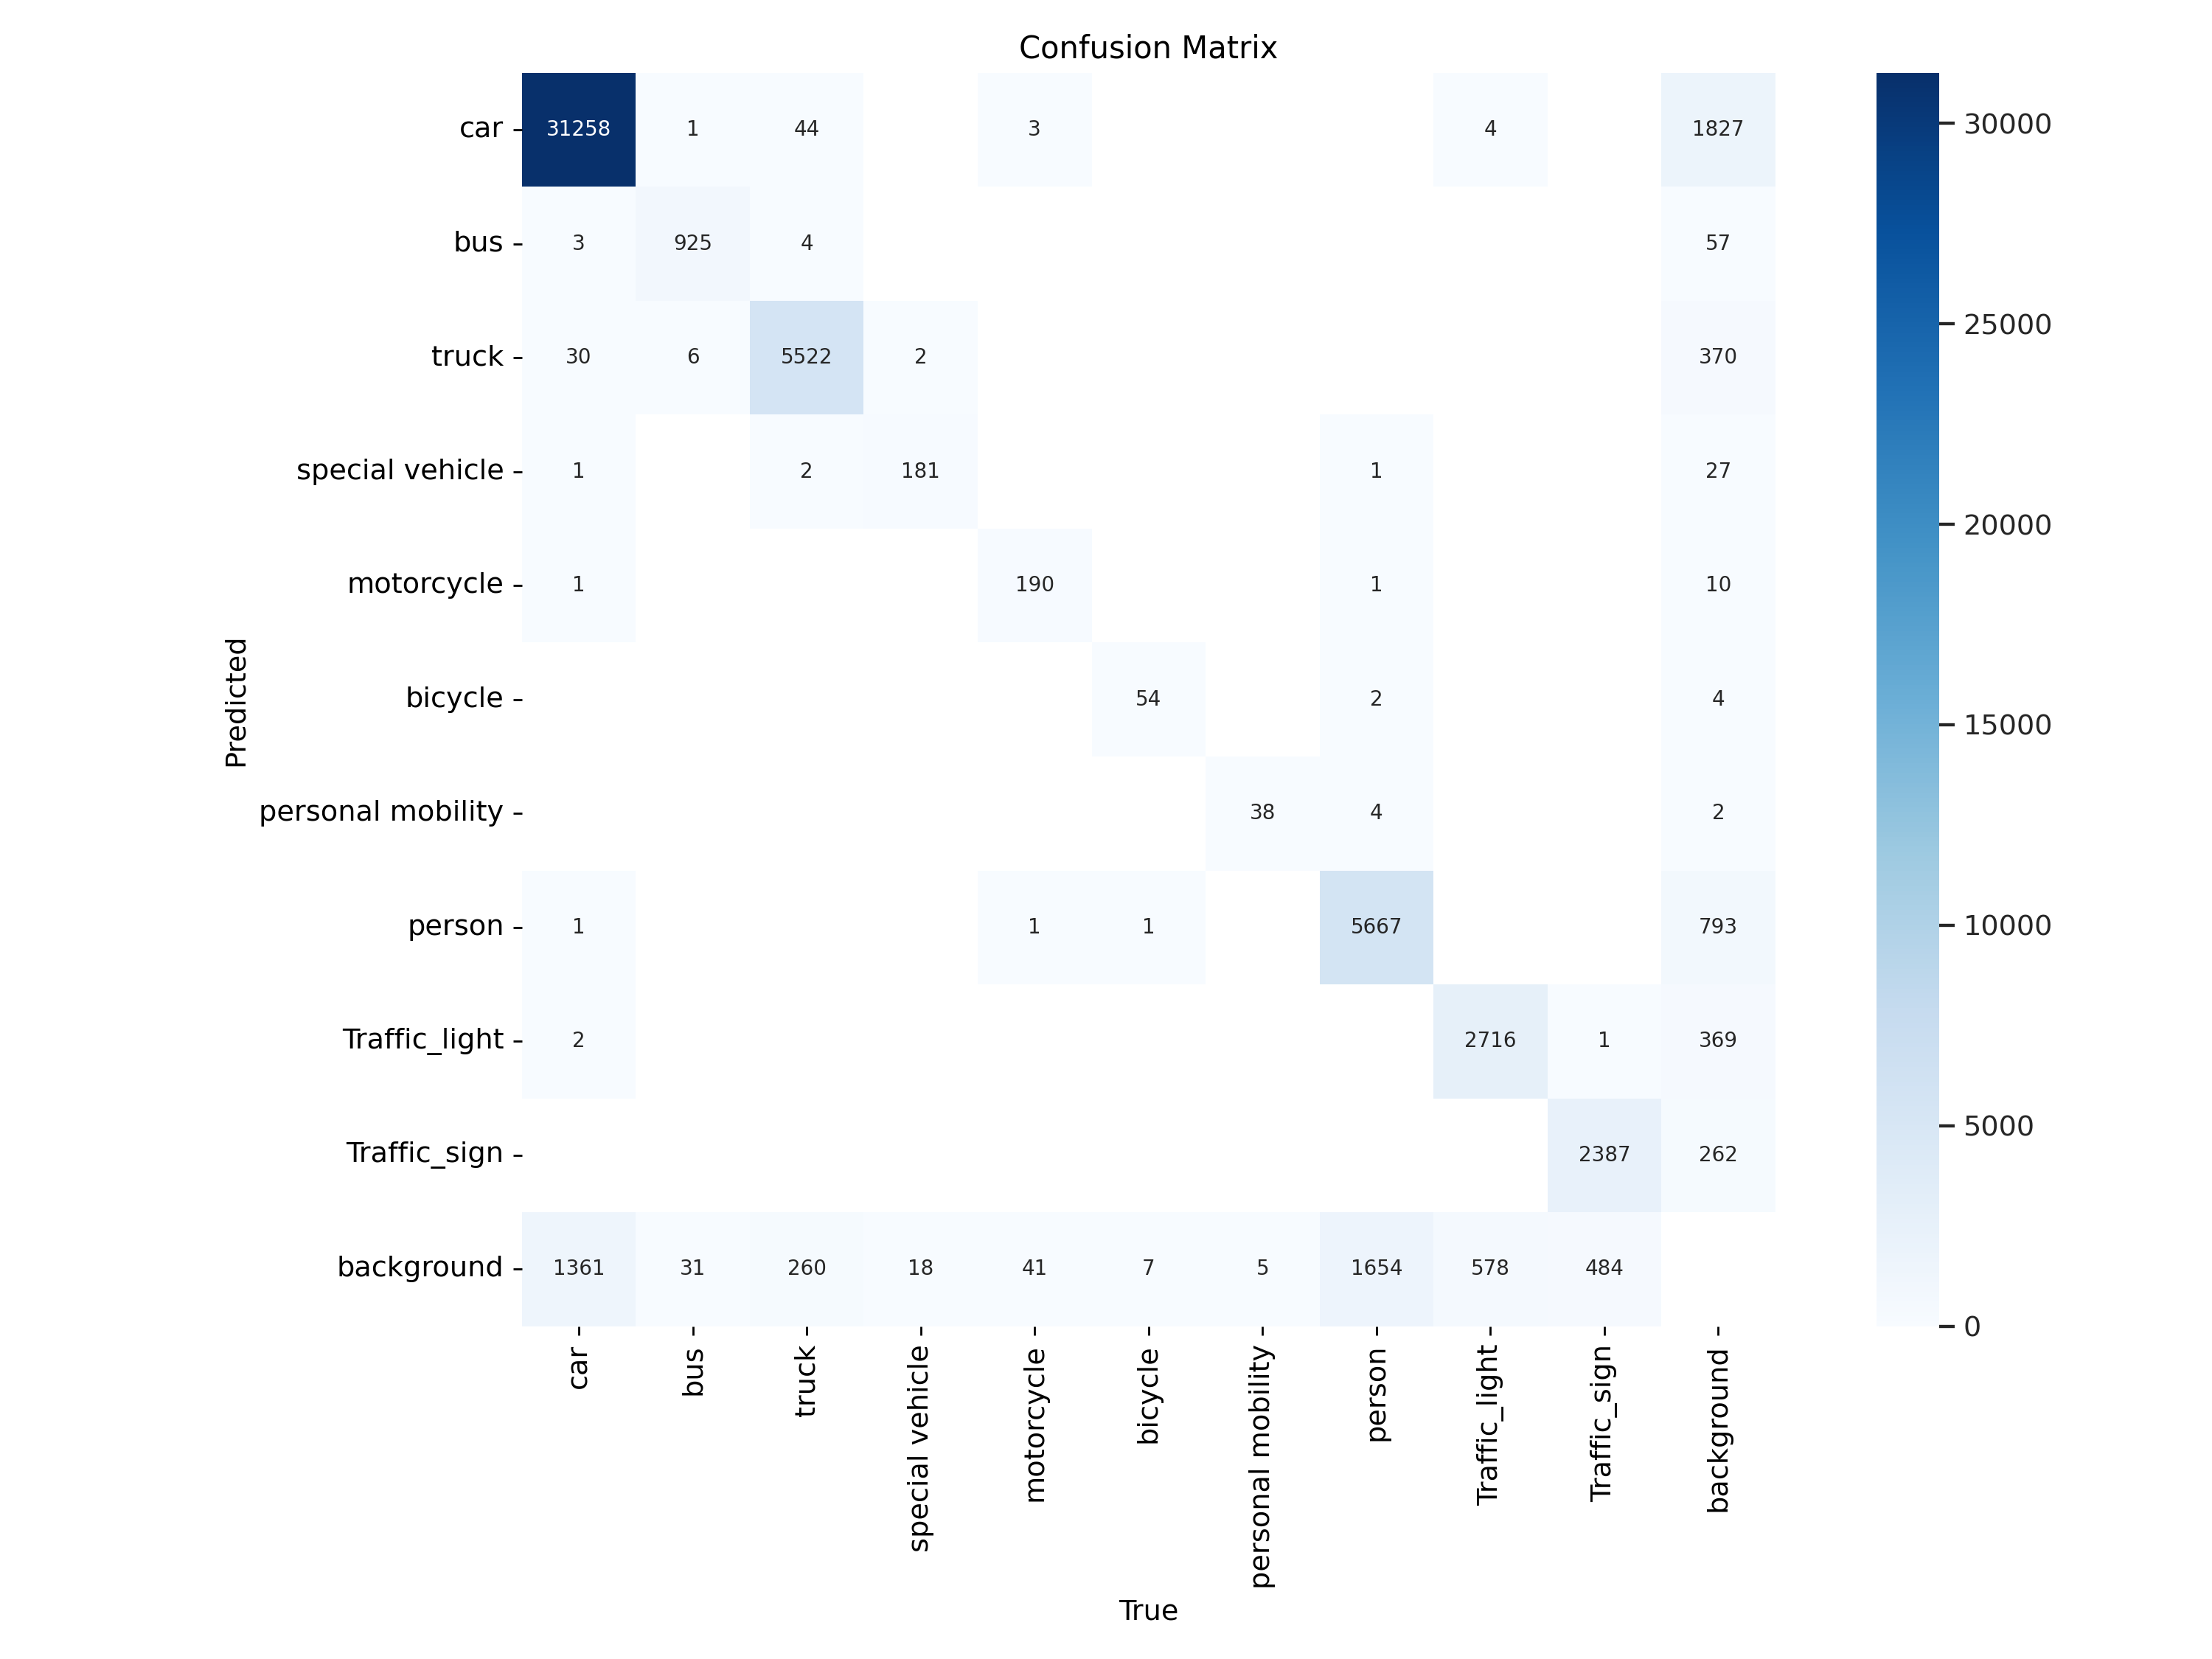 Confusion Matrix
car 31258 1 44 3 4 1827
bus 3 925 4 57
truck 30 6 5522 2 370
special vehicle 1 2 181 1 27
motorcycle 1 190 1 10
bicycle 54 2 4
personal mobility 38 4 2
person 1 1 1 5667 793
Traffic_light 2 2716 1 369
Traffic_sign 2387 262
background 1361 31 260 18 41 7 5 1654 578 484
Predicted
car
bus
truck
special vehicle
motorcycle
bicycle
personal mobility
person
Traffic_light
Traffic_sign
background
True
30000
25000
20000
15000
10000
5000
0